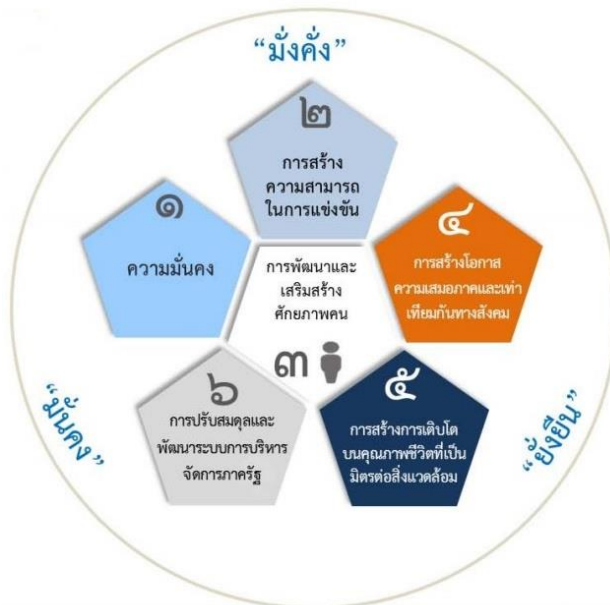 “มั่งคั่ง”
๒
การสร้าง
ความสามารถ
ในการแข่งขัน
๑
ความมั่นคง
๔
การสร้างโอกาส
ความเสมอภาคและเท่า
เทียมกันทางสังคม
การพัฒนาและ
เสริมสร้าง
ศักยภาพคน
๓
๖
การปรับสมดุลและ
พัฒนาระบบการบริหาร
จัดการภาครัฐ
๕
การสร้างการเติบโต
บนคุณภาพชีวิตที่เป็น
มิตรต่อสิ่งแวดล้อม
“มั่นคง”
“ยั่งยืน”